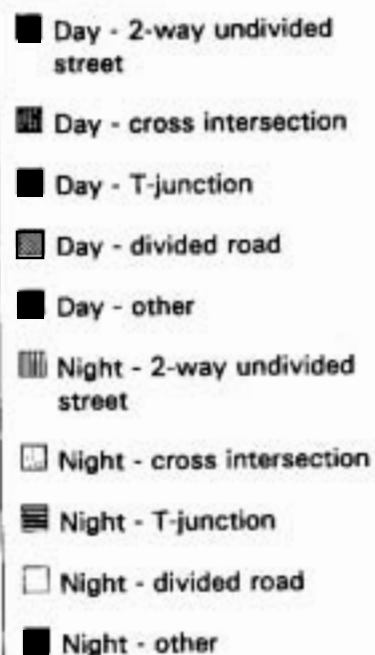 Day - 2-way undivided
street
Day - cross intersection
Day - T-junction
Day - divided road
Day - other
Night - 2-way undivided
street
Night - cross intersection
Night - T-junction
Night - divided road
Night - other